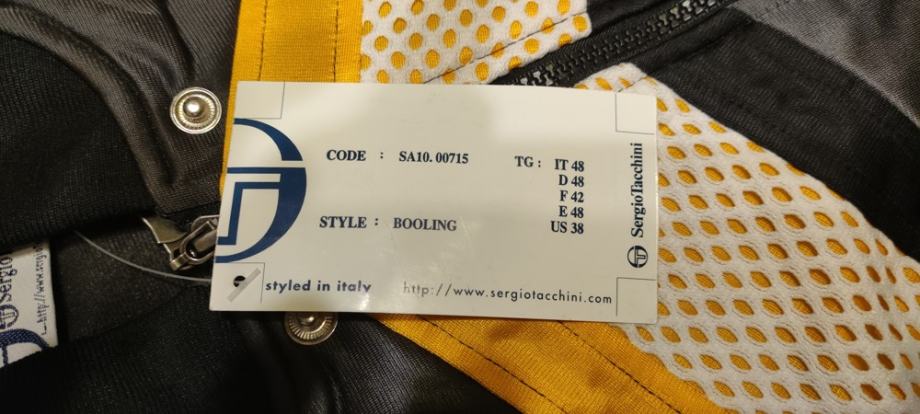 CODE : SA10. 00715
TG : IT 48
D 48
F 42
E 48
US 38
STYLE : BOOLING
styled in italy
http://www.sergiotacchini.com
SergioTacchini
Sergio